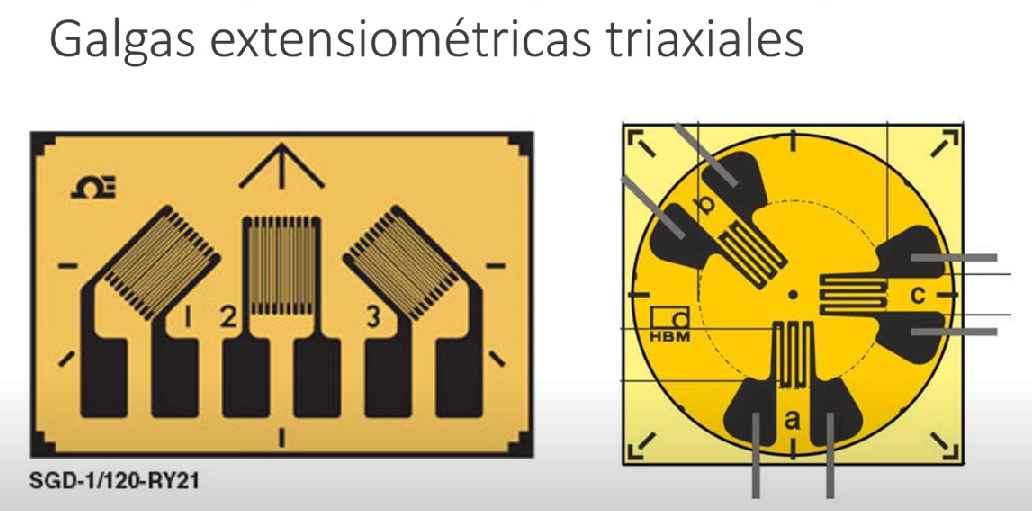 Galgas extensiométricas triaxiales
1 2 3
SGD-1/120-RY21
b
c
HBM
a